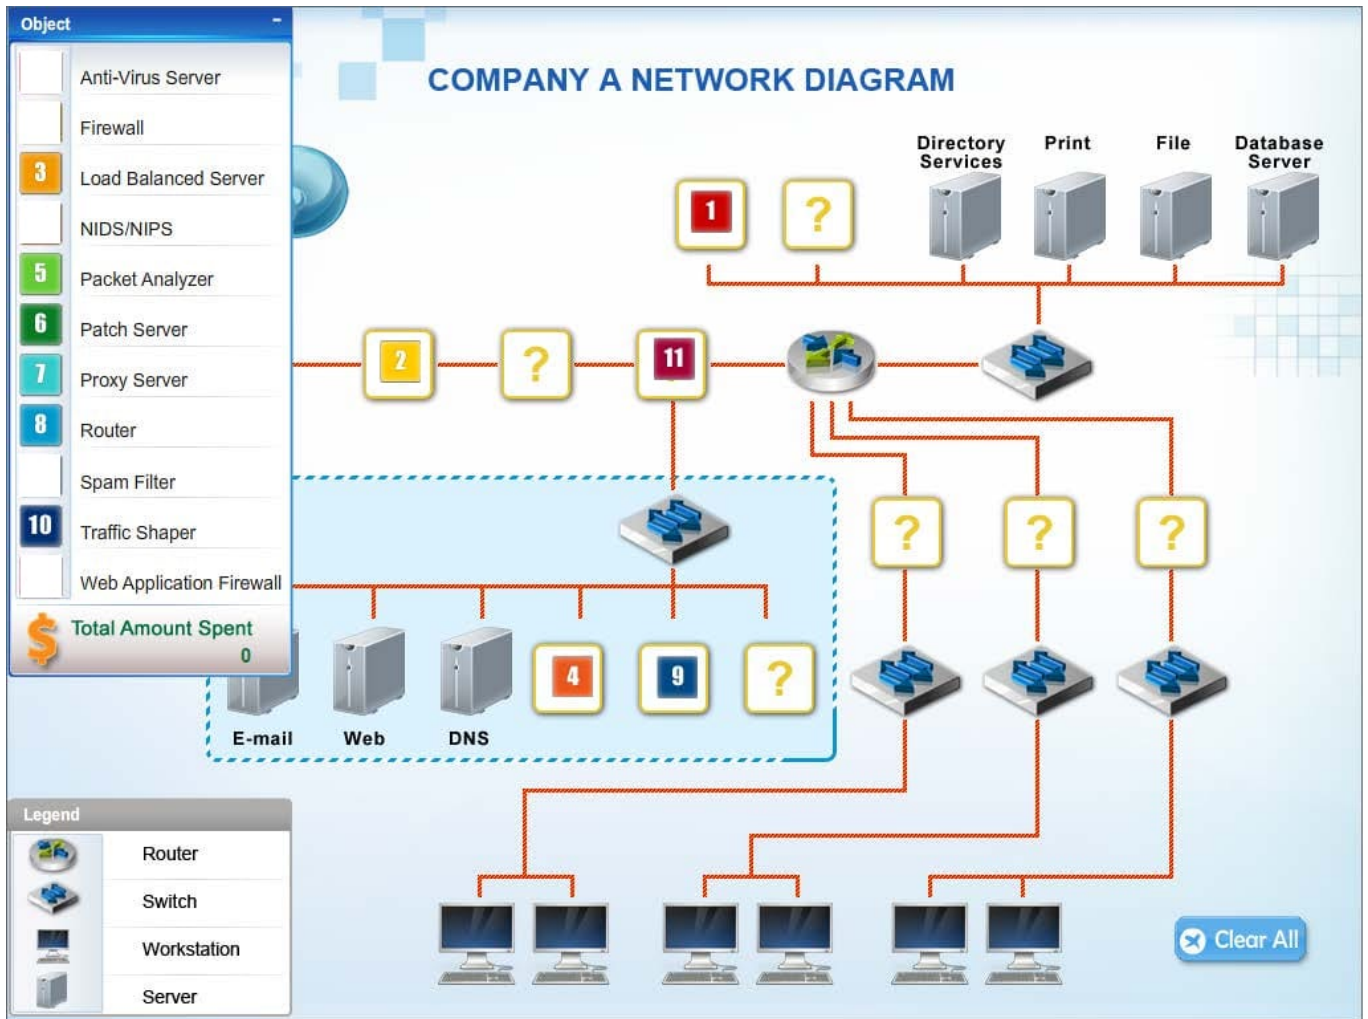 Object
−
Anti-Virus Server
Firewall
3 Load Balanced Server
NIDS/NIPS
5 Packet Analyzer
6 Patch Server
7 Proxy Server
8 Router
Spam Filter
10 Traffic Shaper
Web Application Firewall
$ Total Amount Spent
0
COMPANY A NETWORK DIAGRAM
Directory Services
Print
File
Database Server
1 ?
2 ? 11
? ? ?
4 9 ?
E-mail Web DNS
Legend
Router
Switch
Workstation
Server
Clear All